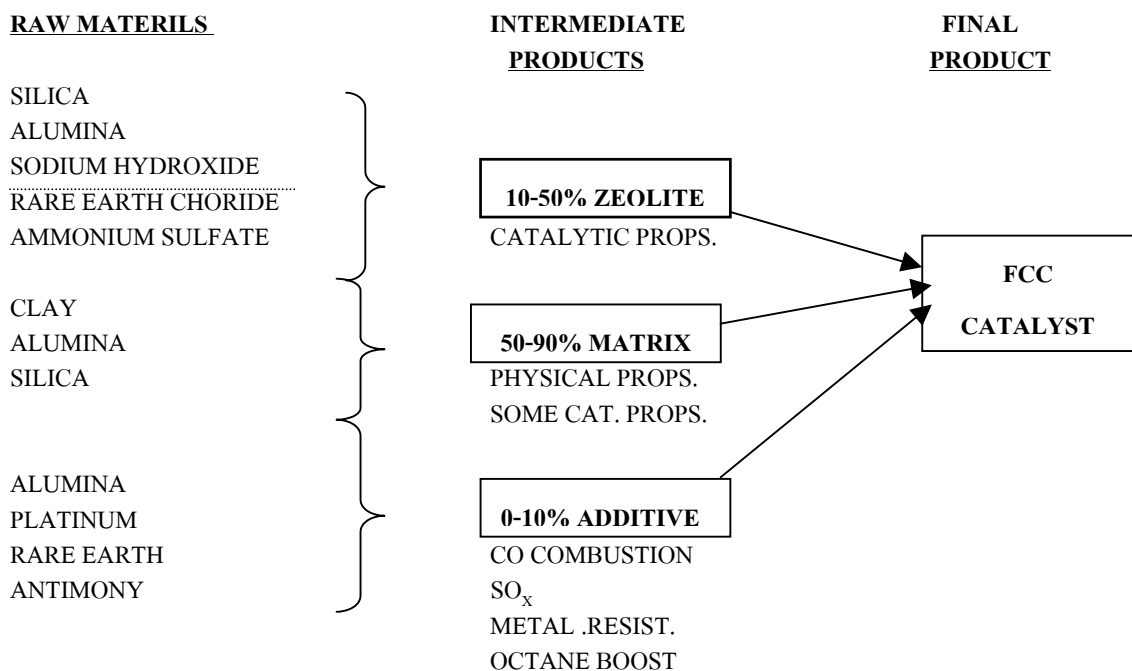 RAW MATERILS
INTERMEDIATE
PRODUCTS
FINAL
PRODUCT
SILICA
ALUMINA
SODIUM HYDROXIDE
RARE EARTH CHORIDE
AMMONIUM SULFATE
10-50% ZEOLITE
CATALYTIC PROPS.
FCC
CATALYST
CLAY
ALUMINA
SILICA
50-90% MATRIX
PHYSICAL PROPS.
SOME CAT. PROPS.
ALUMINA
PLATINUM
RARE EARTH
ANTIMONY
0-10% ADDITIVE
CO COMBUSTION
SOX
METAL .RESIST.
OCTANE BOOST